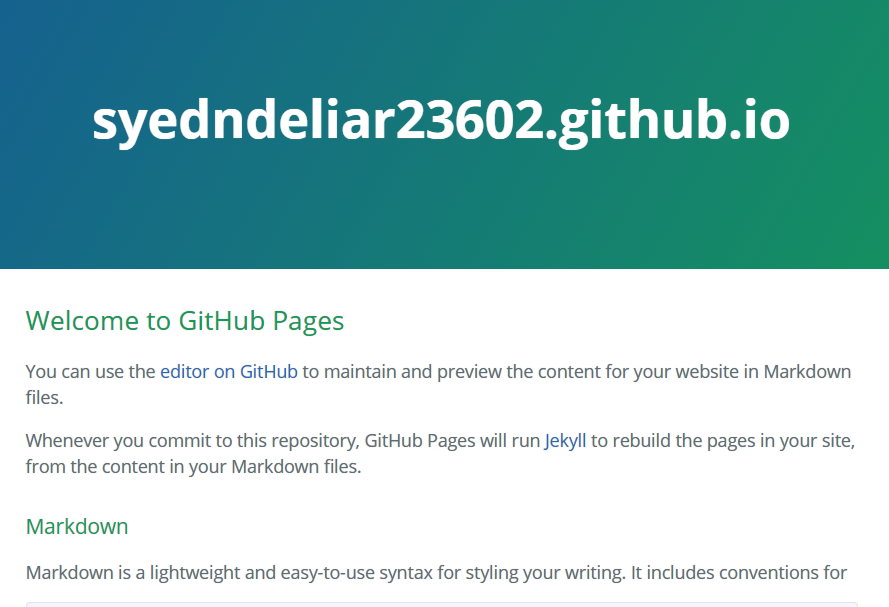 syedndeliar23602.github.io
Welcome to GitHub Pages
You can use the editor on GitHub to maintain and preview the content for your website in Markdown
files.
Whenever you commit to this repository, GitHub Pages will run Jekyll to rebuild the pages in your site,
from the content in your Markdown files.
Markdown
Markdown is a lightweight and easy-to-use syntax for styling your writing. It includes conventions for